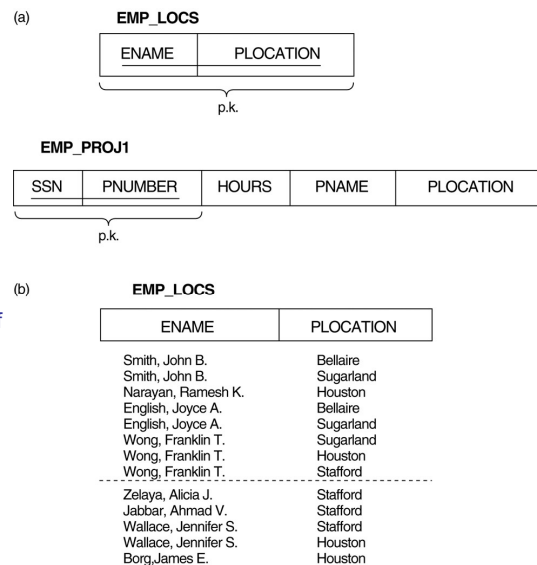 (a) EMP_LOCS
ENAME PLOCATION
p.k.
EMP_PROJ1
SSN PNUMBER HOURS PNAME PLOCATION
p.k.
(b) EMP_LOCS
f
ENAME PLOCATION
Smith, John B. Bellaire
Smith, John B. Sugarland
Narayan, Ramesh K. Houston
English, Joyce A. Bellaire
English, Joyce A. Sugarland
Wong, Franklin T. Sugarland
Wong, Franklin T. Houston
Wong, Franklin T. Stafford
Zelaya, Alicia J. Stafford
Jabbar, Ahmad V. Stafford
Wallace, Jennifer S. Stafford
Wallace, Jennifer S. Houston
Borg,James E. Houston